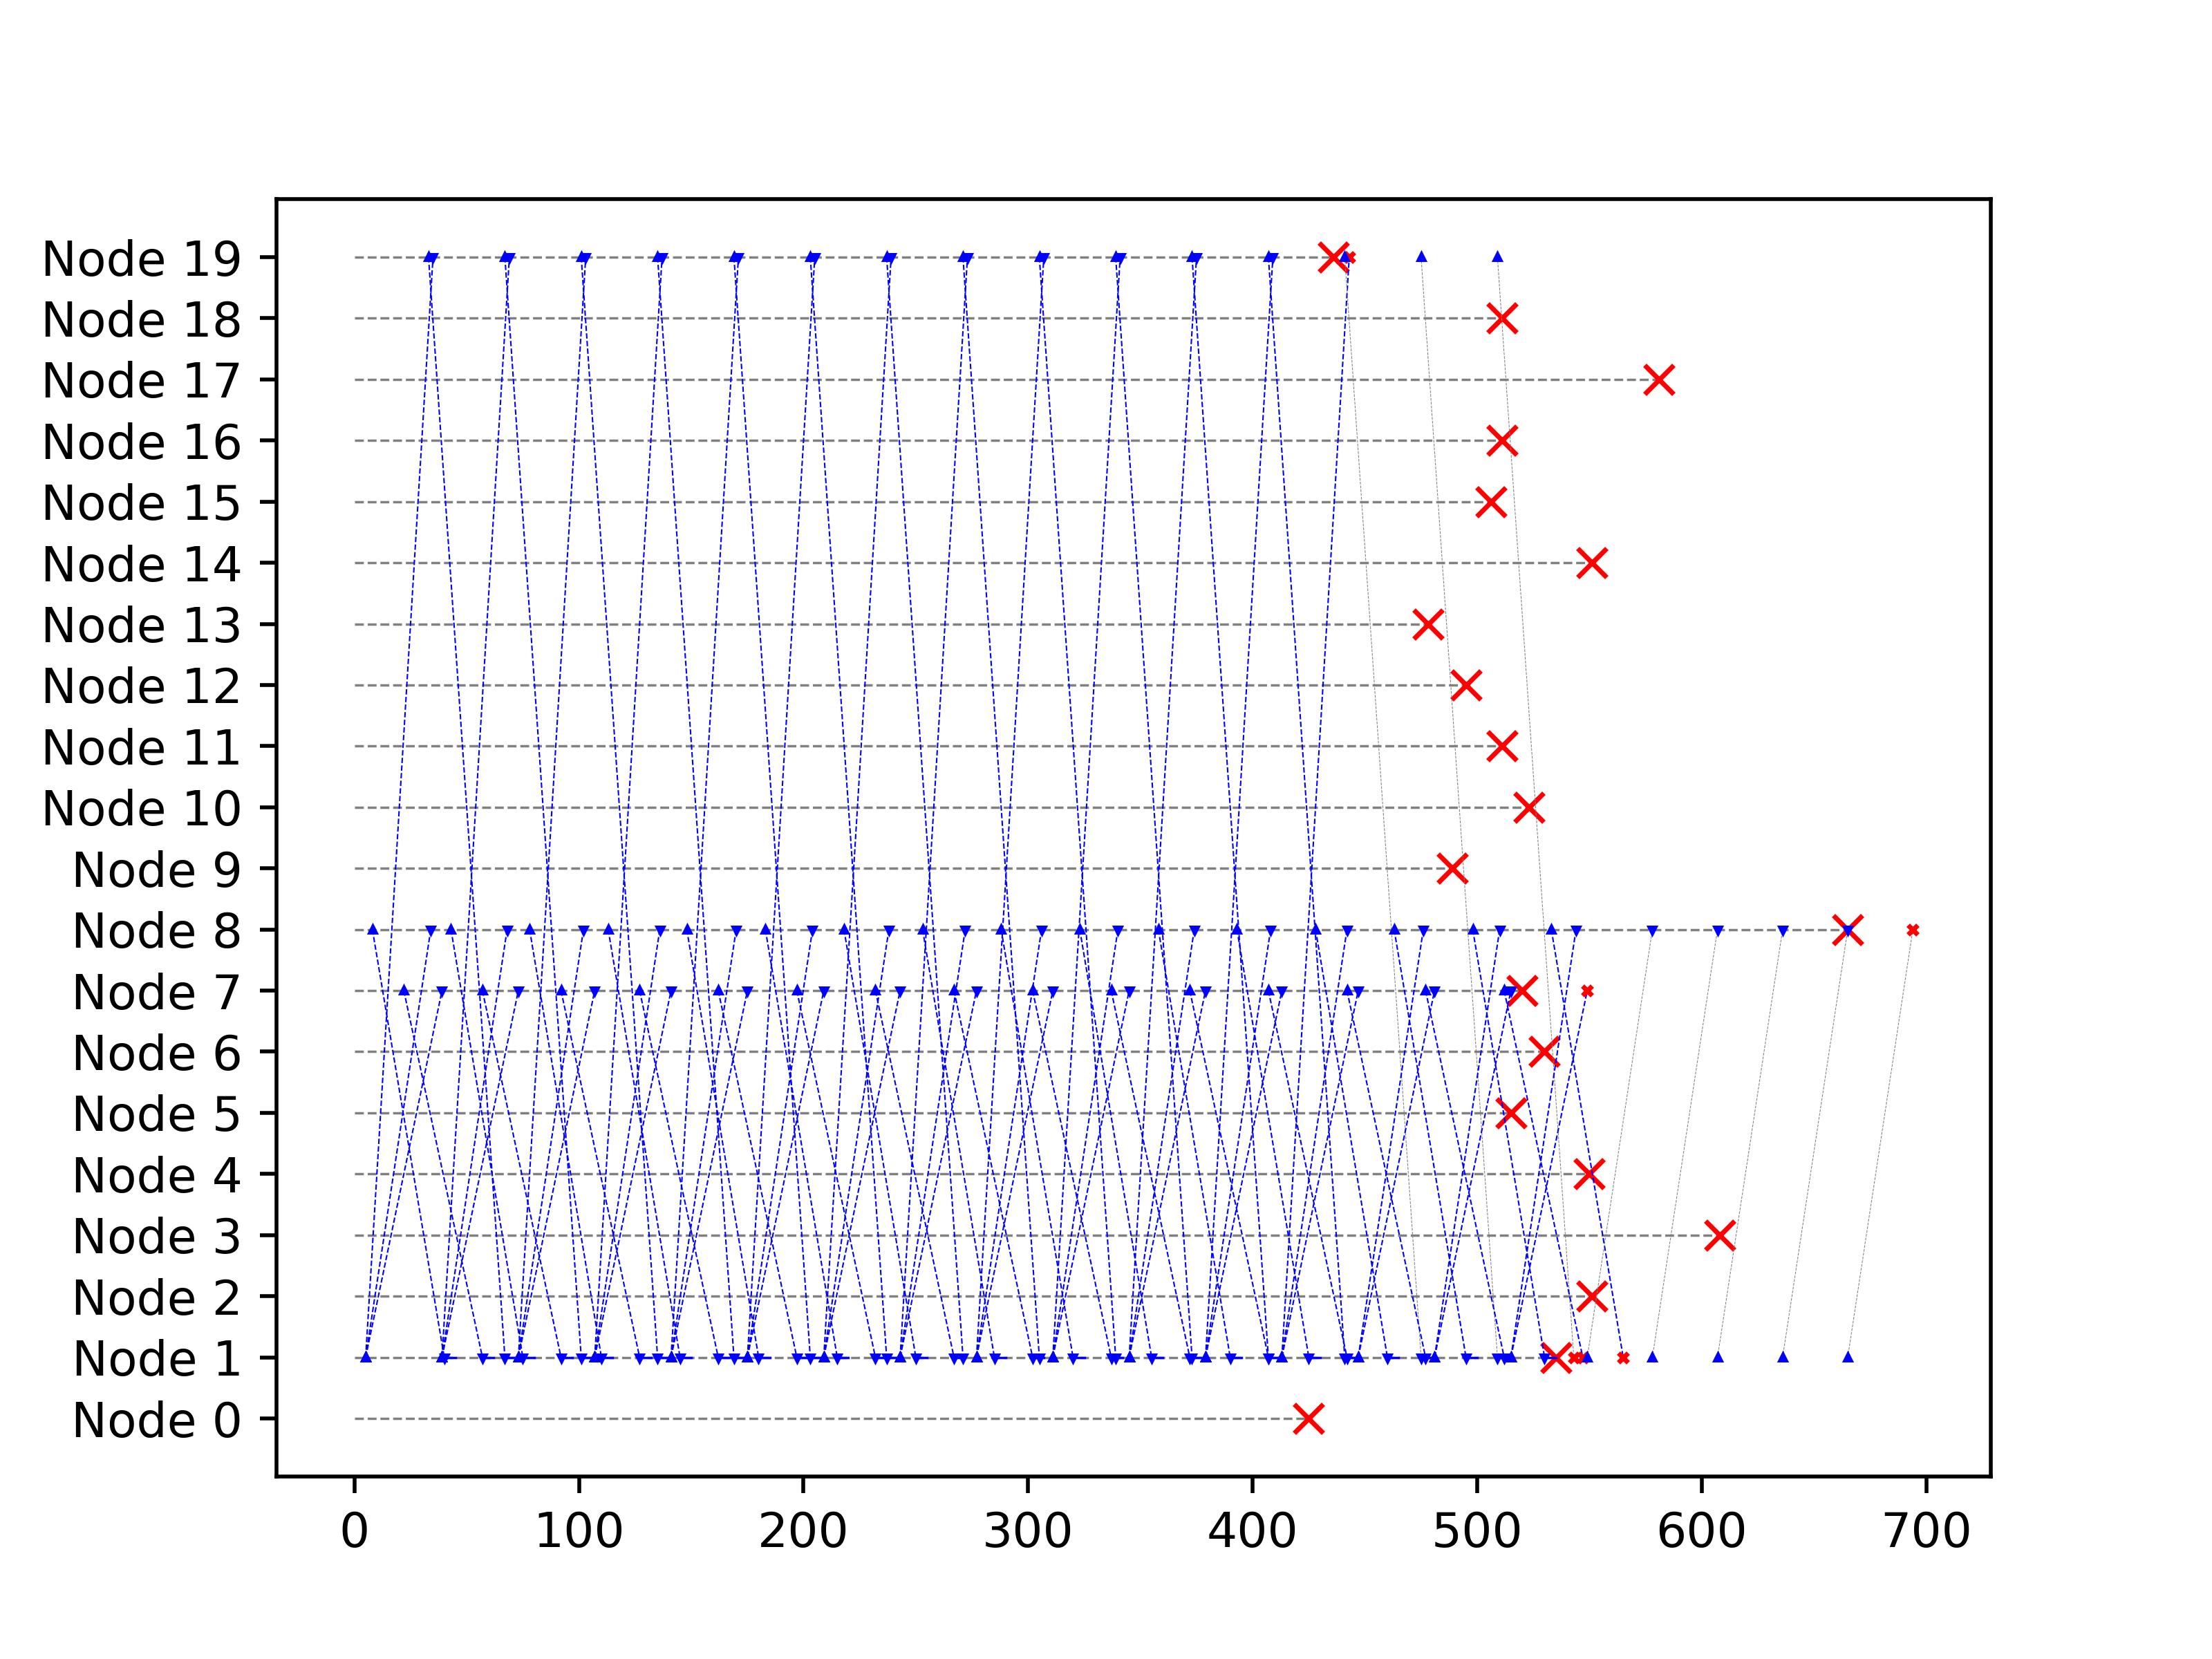 Node 19
Node 18
Node 17
Node 16
Node 15
Node 14
Node 13
Node 12
Node 11
Node 10
Node 9
Node 8
Node 7
Node 6
Node 5
Node 4
Node 3
Node 2
Node 1
Node 0
0 100 200 300 400 500 600 700